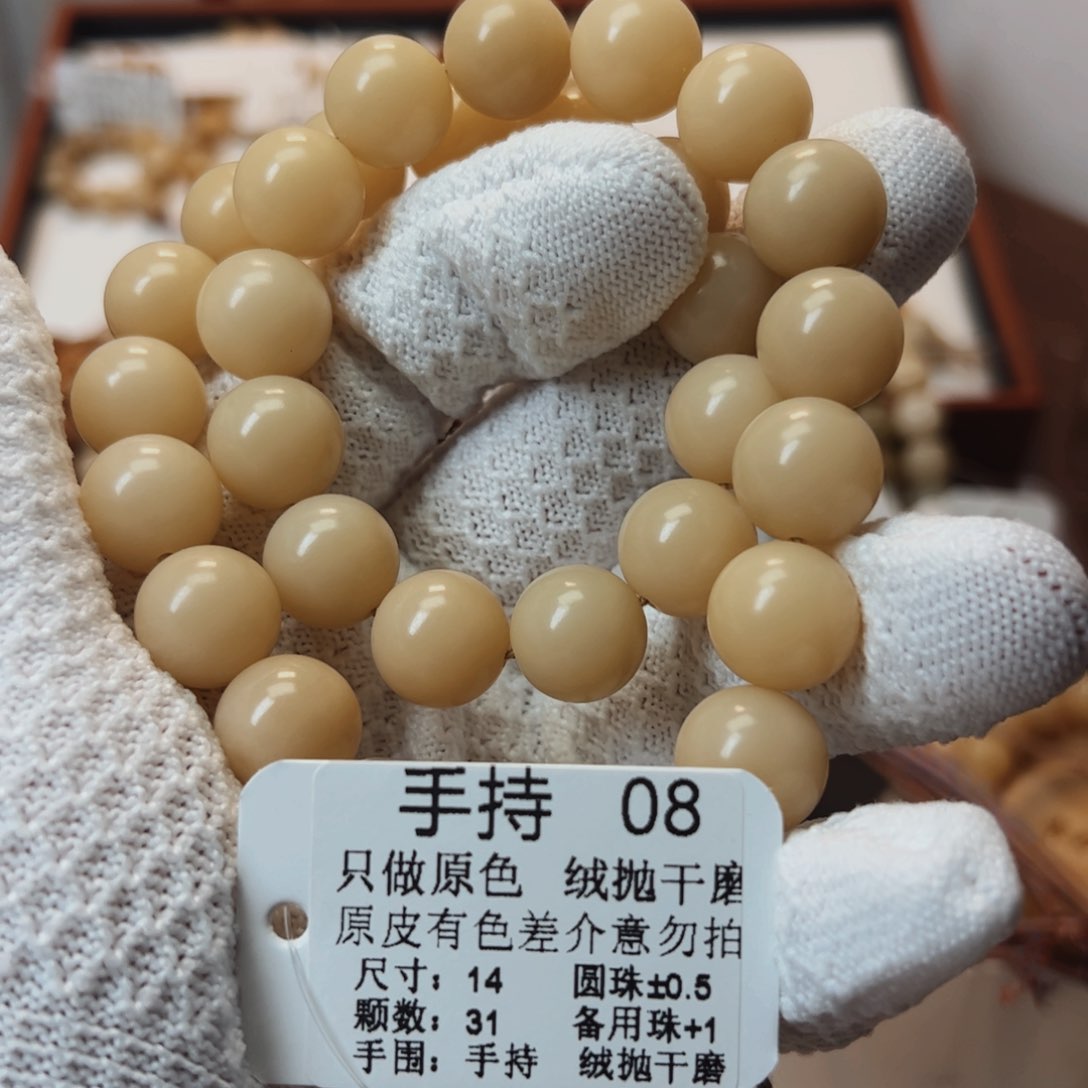 手持 08
只做原色 绒抛干磨
原皮有色差介意勿拍
尺寸：14 圆珠±0.5
颗数：31 备用珠+1
手围：手持 绒抛干磨